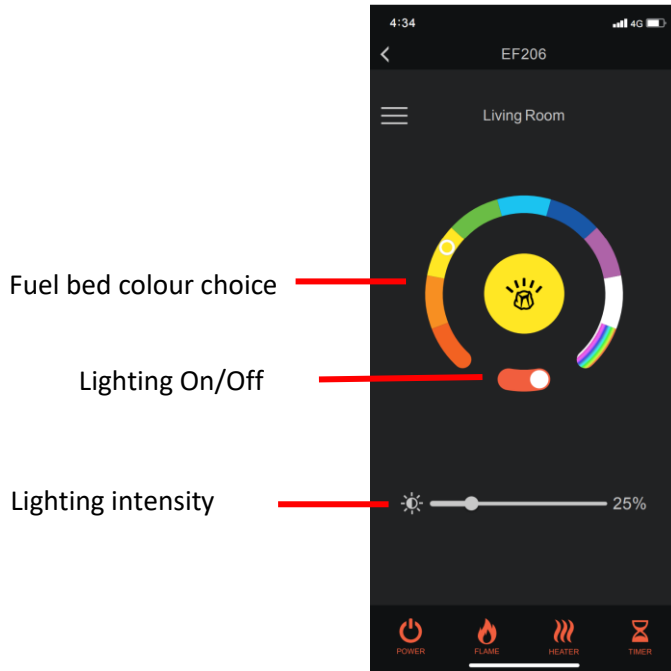 4:34
4G
EF206
Living Room
Fuel bed colour choice
Lighting On/Off
Lighting intensity
25%
POWER
FLAME
HEATER
TIMER